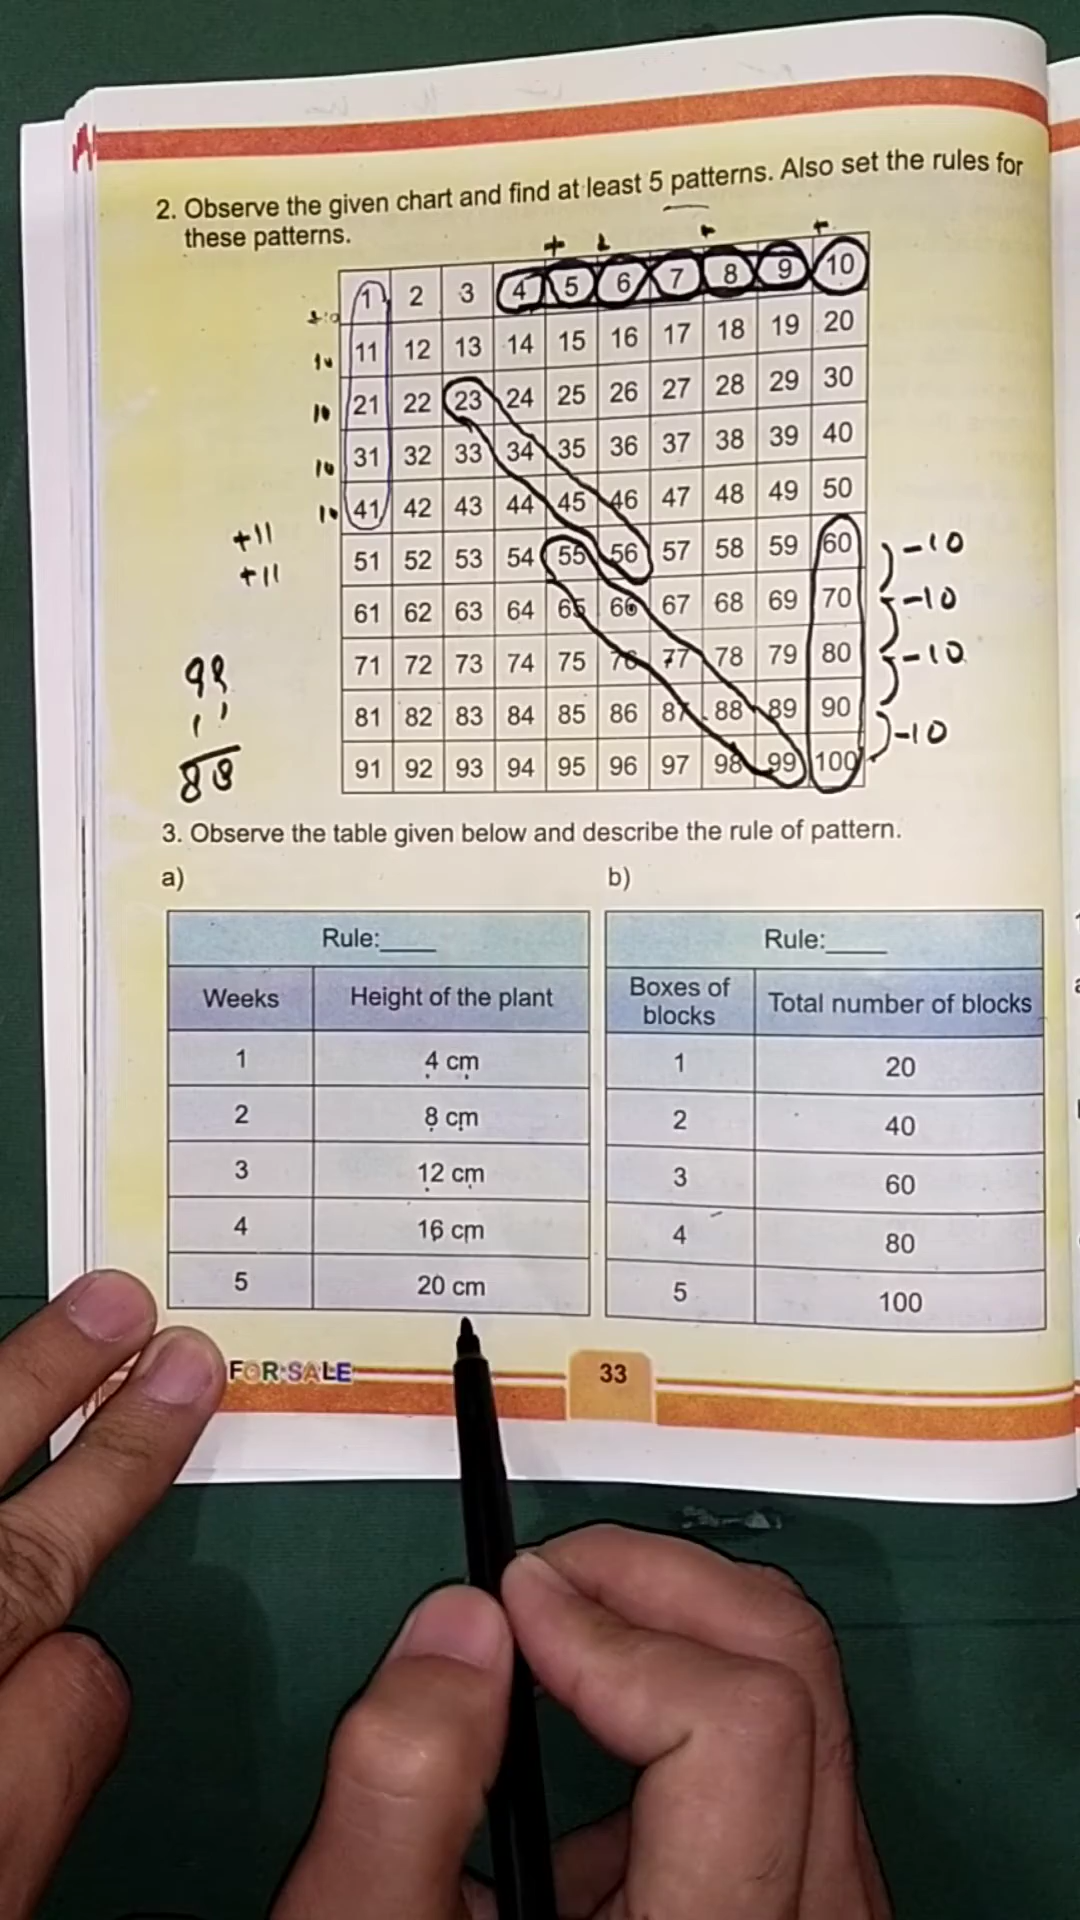 2. Observe the given chart and find at least 5 patterns. Also set the rules for
these patterns.
+ + +
1 2 3 4 5 6 7 8 9 10
+10
11 12 13 14 15 16 17 18 19 20
10
21 22 23 24 25 26 27 28 29 30
10
31 32 33 34 35 36 37 38 39 40
10
41 42 43 44 45 46 47 48 49 50
10
+11
51 52 53 54 55 56 57 58 59 60
-10
+11
61 62 63 64 65 66 67 68 69 70
-10
71 72 73 74 75 76 77 78 79 80
-10
99
81 82 83 84 85 86 87 88 89 90
11
-10
91 92 93 94 95 96 97 98 99 100
88
3. Observe the table given below and describe the rule of pattern.
a)
Rule:____
Weeks Height of the plant
1 4 cm
2 8 cm
3 12 cm
4 16 cm
5 20 cm
b)
Rule:____
Boxes of
blocks
Total number of blocks
1 20
2 40
3 60
4 80
5 100
FOR SALE
33